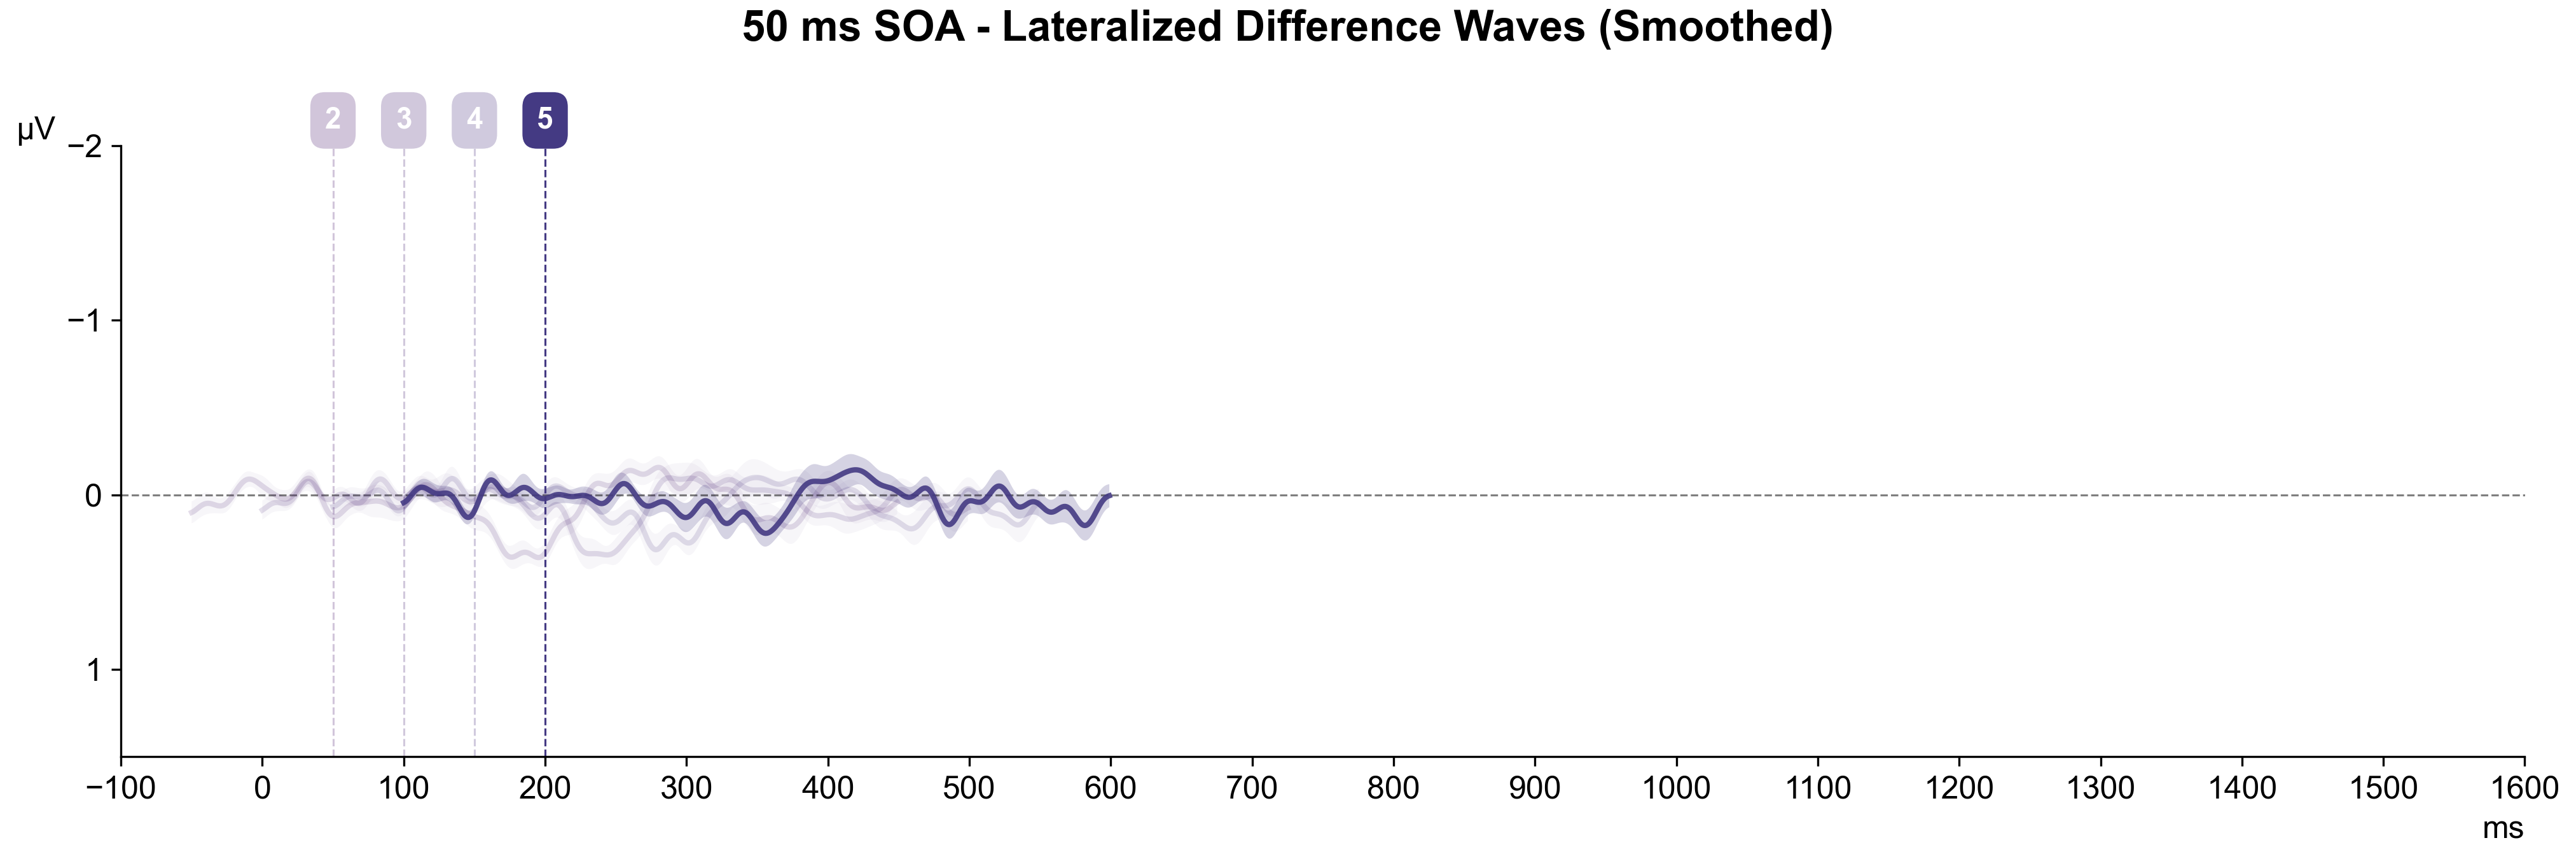 50 ms SOA - Lateralized Difference Waves (Smoothed)
2 3 4 5
µV
−2
−1
0
1
−100 0 100 200 300 400 500 600 700 800 900 1000 1100 1200 1300 1400 1500 1600
ms